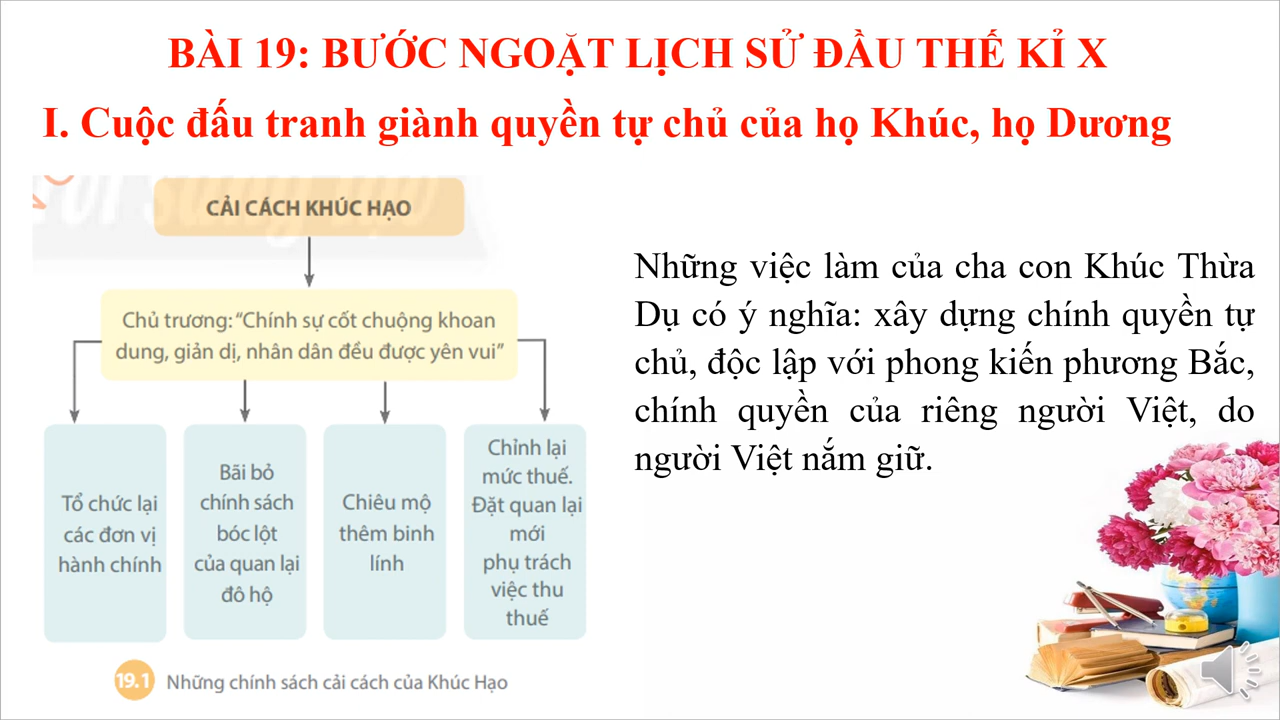 BÀI 19: BƯỚC NGOẶT LỊCH SỬ ĐẦU THẾ KỈ X
I. Cuộc đấu tranh giành quyền tự chủ của họ Khúc, họ Dương
CẢI CÁCH KHÚC HẠO
Chủ trương: “Chính sự cốt chuộng khoan
dung, giản dị, nhân dân đều được yên vui”
Tổ chức lại
các đơn vị
hành chính
Bãi bỏ
chính sách
bóc lột
của quan lại
đô hộ
Chiêu mộ
thêm binh
lính
Chỉnh lại
mức thuế.
Đặt quan lại
mới
phụ trách
việc thu
thuế
19.1 Những chính sách cải cách của Khúc Hạo
Những việc làm của cha con Khúc Thừa
Dụ có ý nghĩa: xây dựng chính quyền tự
chủ, độc lập với phong kiến phương Bắc,
chính quyền của riêng người Việt, do
người Việt nắm giữ.